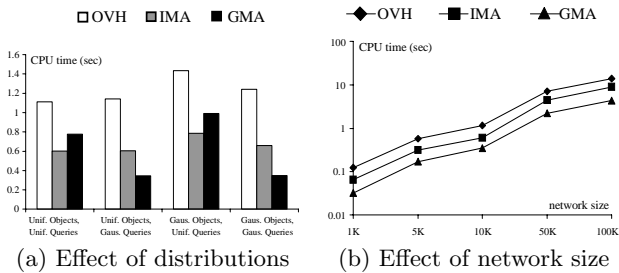 OVH IMA GMA
CPU time (sec)
1.6
1.4
1.2
1
0.8
0.6
0.4
0.2
0
Unif. Objects, Unif. Queries
Unif. Objects, Gaus. Queries
Gaus. Objects, Unif. Queries
Gaus. Objects, Gaus. Queries
(a) Effect of distributions
OVH IMA GMA
CPU time (sec)
100
10
1
0.1
0.01
network size
1K 5K 10K 50K 100K
(b) Effect of network size